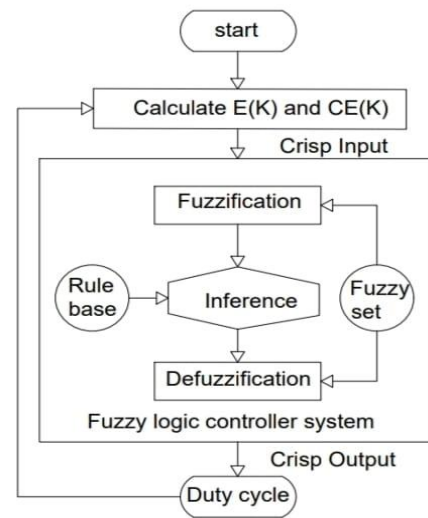 start
Calculate E(K) and CE(K)
Crisp Input
Fuzzification
Rule
base
Inference
Fuzzy
set
Defuzzification
Fuzzy logic controller system
Crisp Output
Duty cycle